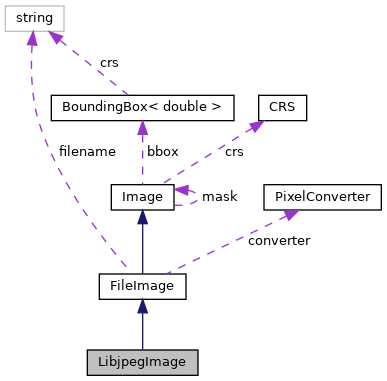 string
crs
BoundingBox< double >
CRS
filename
bbox
crs
Image
mask
PixelConverter
converter
FileImage
LibjpegImage